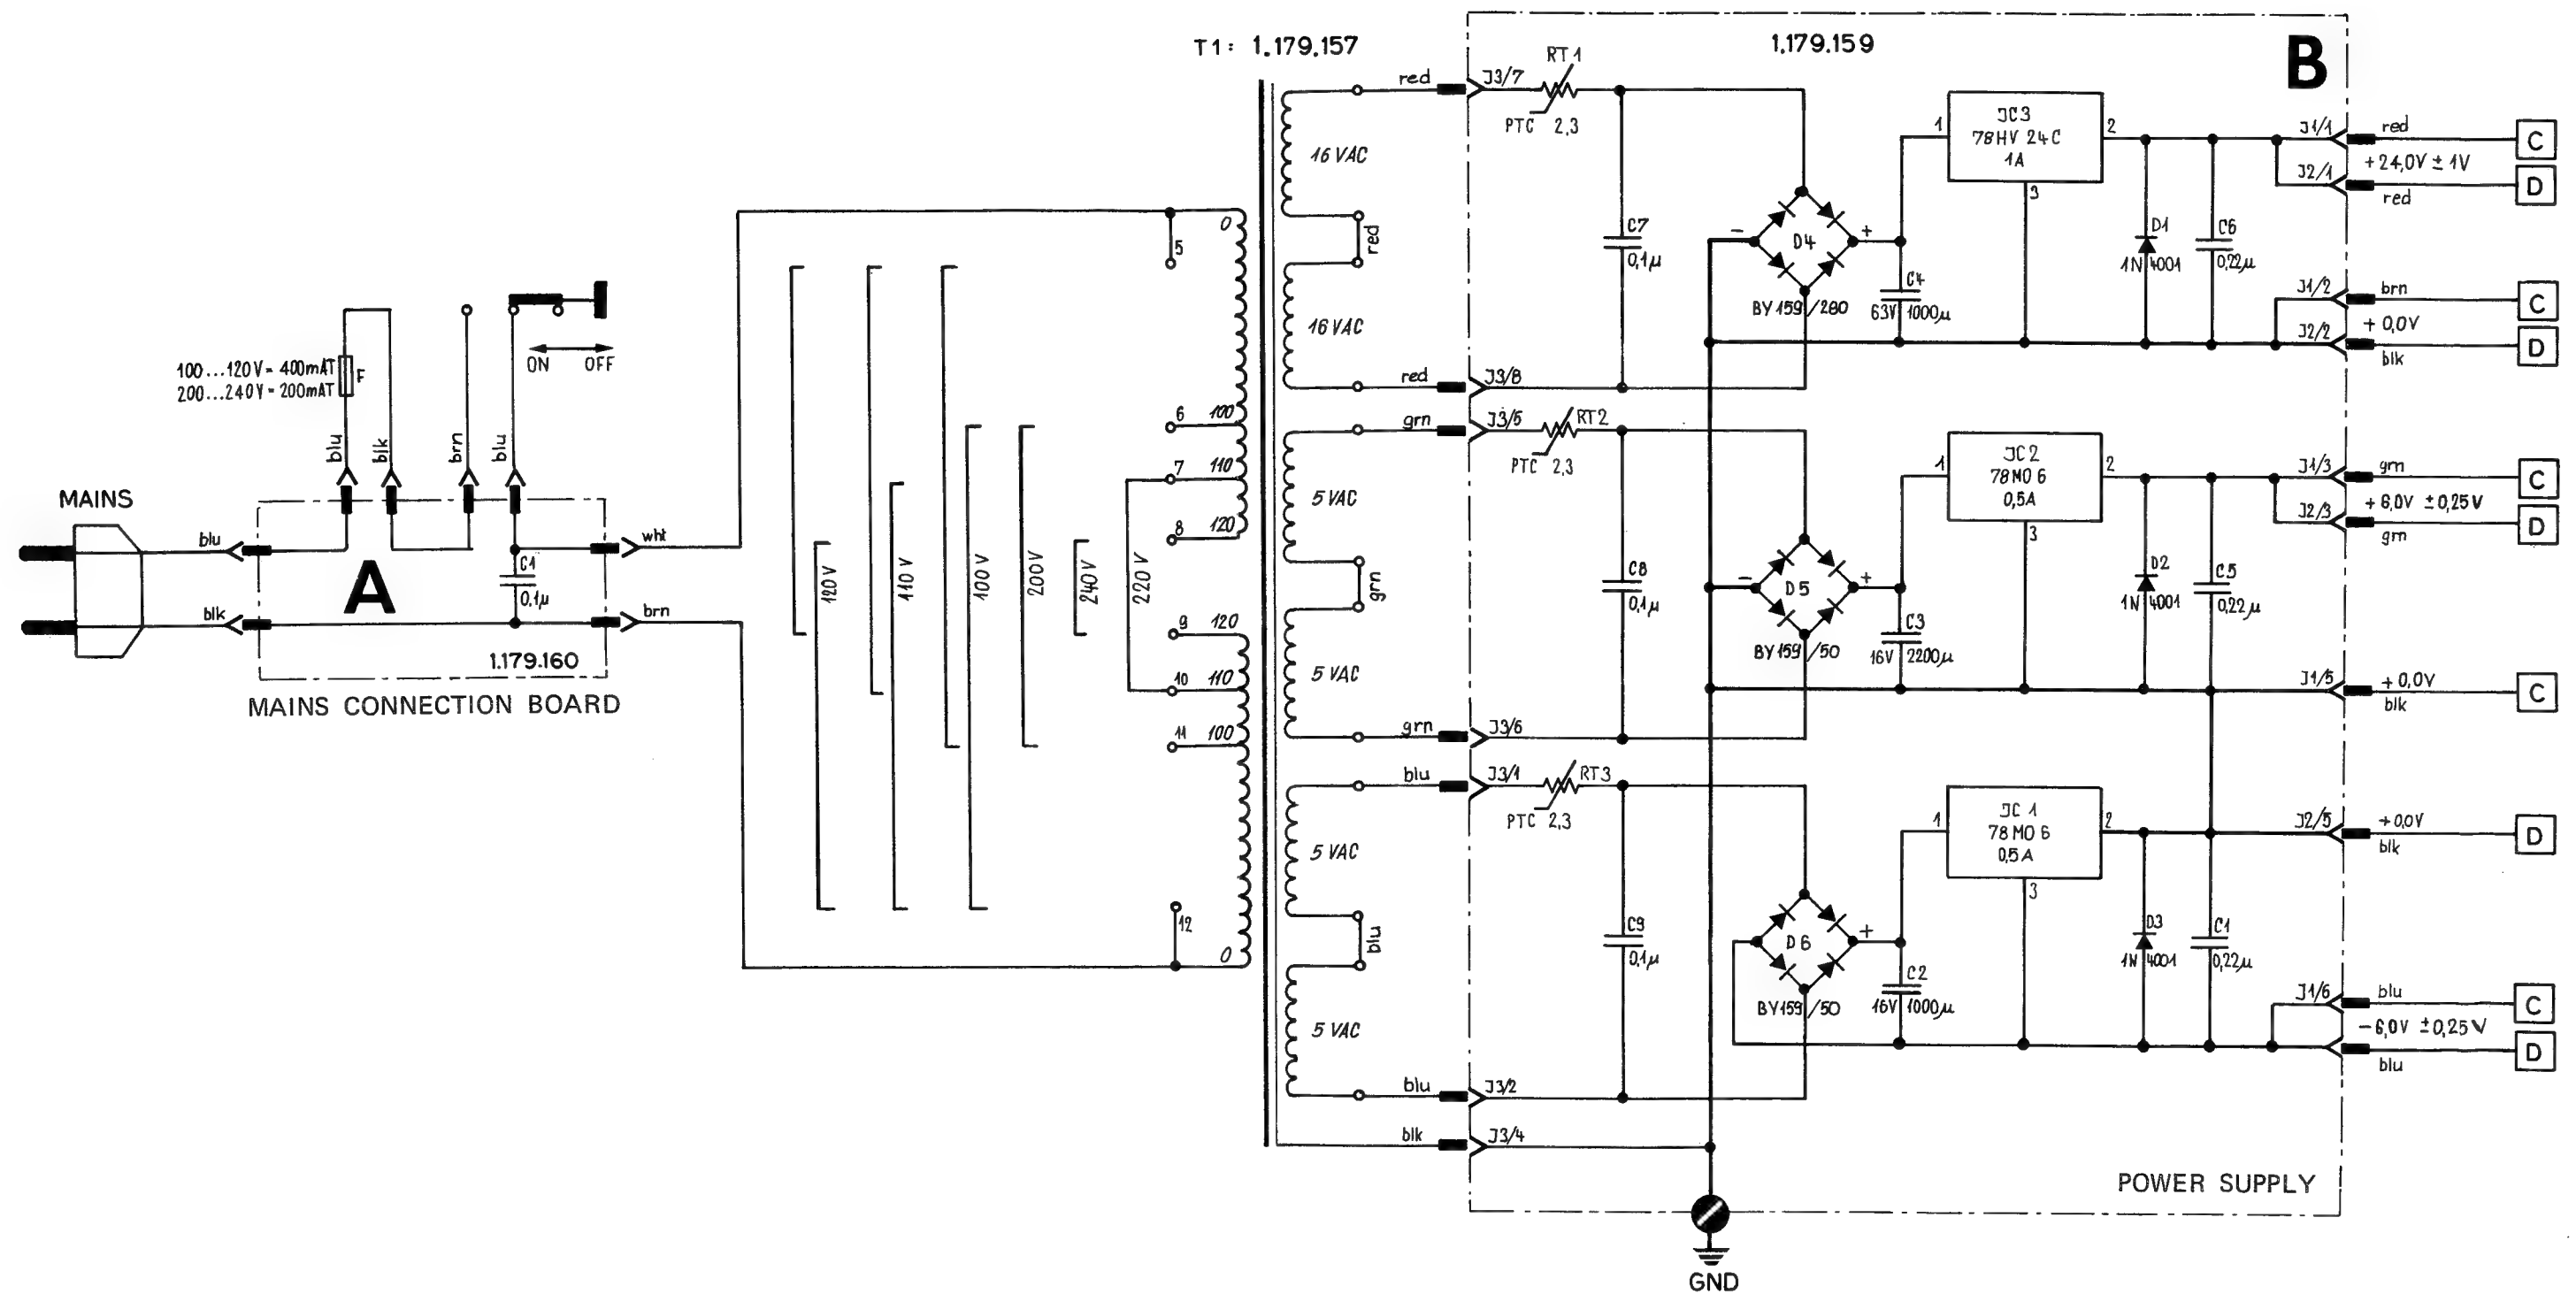 T1: 1.179.157
1.179.159
B
MAINS
100...120V = 400mAT
200...240V = 200mAT
F
ON OFF
blu
blk
brn
blu
blu
blk
A
C1
0,1µ
wht
brn
1.179.160
MAINS CONNECTION BOARD
120V
110V
100V
200V
240V
220V
0
5
6 100
7 110
8 120
9 120
10 110
11 100
12
0
16 VAC
red
16 VAC
5 VAC
grn
5 VAC
5 VAC
blu
5 VAC
red J3/7
RT1
PTC 2,3
C7
0,1µ
red J3/8
D4
- +
BY159/280
C4
63V 1000µ
JC3
78HV 24C
1A
1 2
3
D1
1N 4001
C6
0,22µ
J1/1 red C
+24,0V ± 1V
J2/1 red D
J1/2 brn C
+ 0,0V
J2/2 blk D
grn J3/5
RT2
PTC 2,3
C8
0,1µ
grn J3/6
D5
- +
BY159/50
C3
16V 2200µ
JC2
78M06
0,5A
1 2
3
D2
1N 4001
C5
0,22µ
J1/3 grn C
+6,0V ±0,25V
J2/3 grn D
J1/5 +0,0V C
blk
blu J3/1
RT3
PTC 2,3
C9
0,1µ
blu J3/2
blk J3/4
D6
+
BY159/50
C2
16V 1000µ
JC1
78M06
0,5A
1 2
3
D3
1N 4001
C1
0,22µ
J2/5 +0,0V D
blk
J1/6 blu C
-6,0V ±0,25V
blu D
POWER SUPPLY
GND